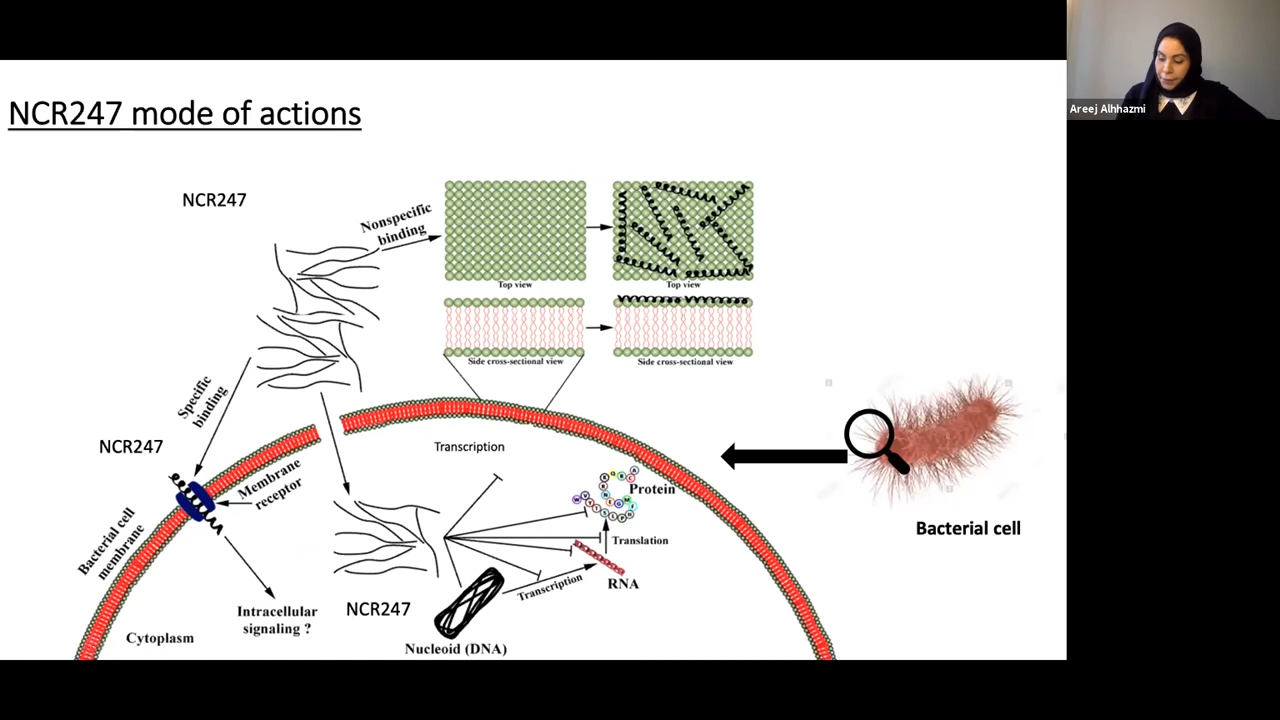 Areej Alhhazmi
NCR247 mode of actions
NCR247
Nonspecific
binding
Top view
Top view
Side cross-sectional view
Side cross-sectional view
Specific
binding
NCR247
Transcription
Membrane
receptor
Protein
Bacterial cell
membrane
Translation
Bacterial cell
Transcription
RNA
NCR247
Intracellular
signaling ?
Cytoplasm
Nucleoid (DNA)